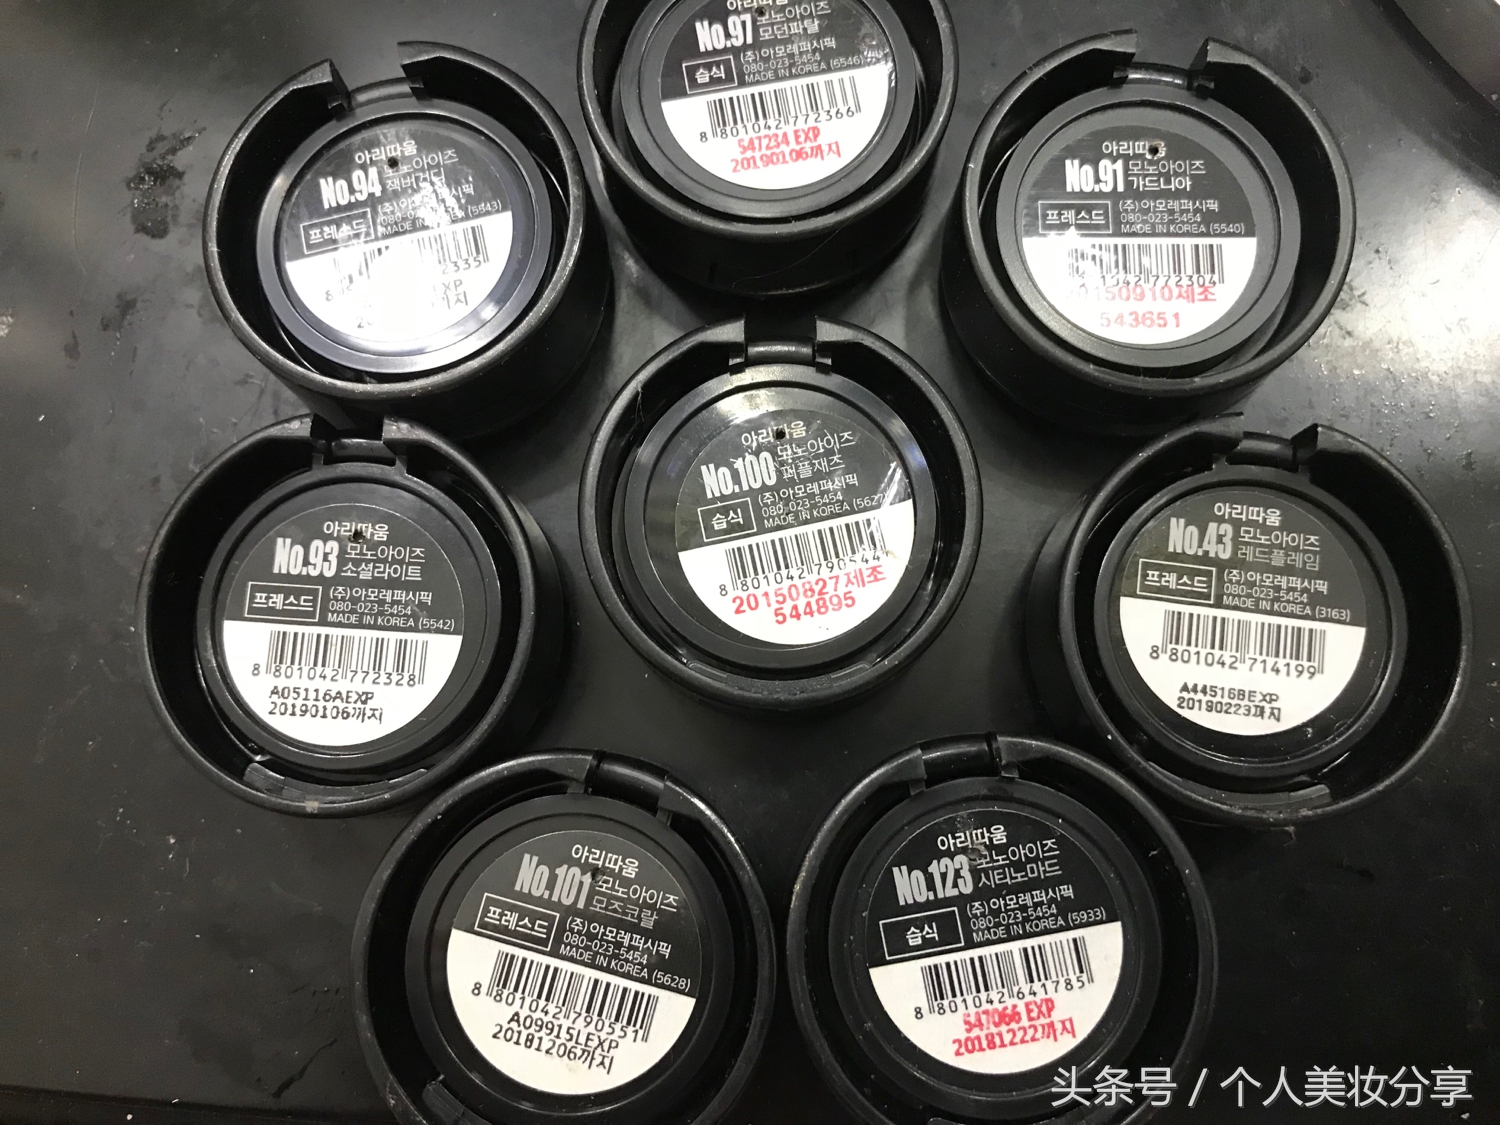 아리따움
No.97 모노아이즈
모던파탈
습식
(주)아모레퍼시픽
080-023-5454
MADE IN KOREA (5546)
8 801042 772366
547234 EXP
20190106까지
아리따움
No.94 모노아이즈
잭버건딘
프레스드
(주)아모레퍼시픽
MADE IN KOREA (5543)
아리따움
No.91 모노아이즈
가드니아
프레스드
(주)아모레퍼시픽
080-023-5454
MADE IN KOREA (5540)
20150910제조
543651
아리따움
No.100 모노아이즈
퍼플재즈
습식
(주)아모레퍼시픽
080-023-5454
MADE IN KOREA (5627)
8 801042 790544
20150827제조
544895
아리따움
No.93 모노아이즈
소셜라이트
프레스드
(주)아모레퍼시픽
080-023-5454
MADE IN KOREA (5542)
8 801042 772328
A05116AEXP
20190106까지
아리따움
No.43 모노아이즈
레드플레임
프레스드
(주)아모레퍼시픽
080-023-5454
MADE IN KOREA (3163)
8 801042 714199
A44516BEXP
20190223까지
아리따움
No.101 모노아이즈
모즈코랄
프레스드
(주)아모레퍼시픽
080-023-5454
MADE IN KOREA (5628)
8 801042 790551
A09915LEXP
20181206까지
아리따움
No.123 모노아이즈
시티노마드
습식
(주)아모레퍼시픽
080-023-5454
MADE IN KOREA (5933)
8 801042 641785
547066 EXP
20181222까지
头条号 / 个人美妆分享